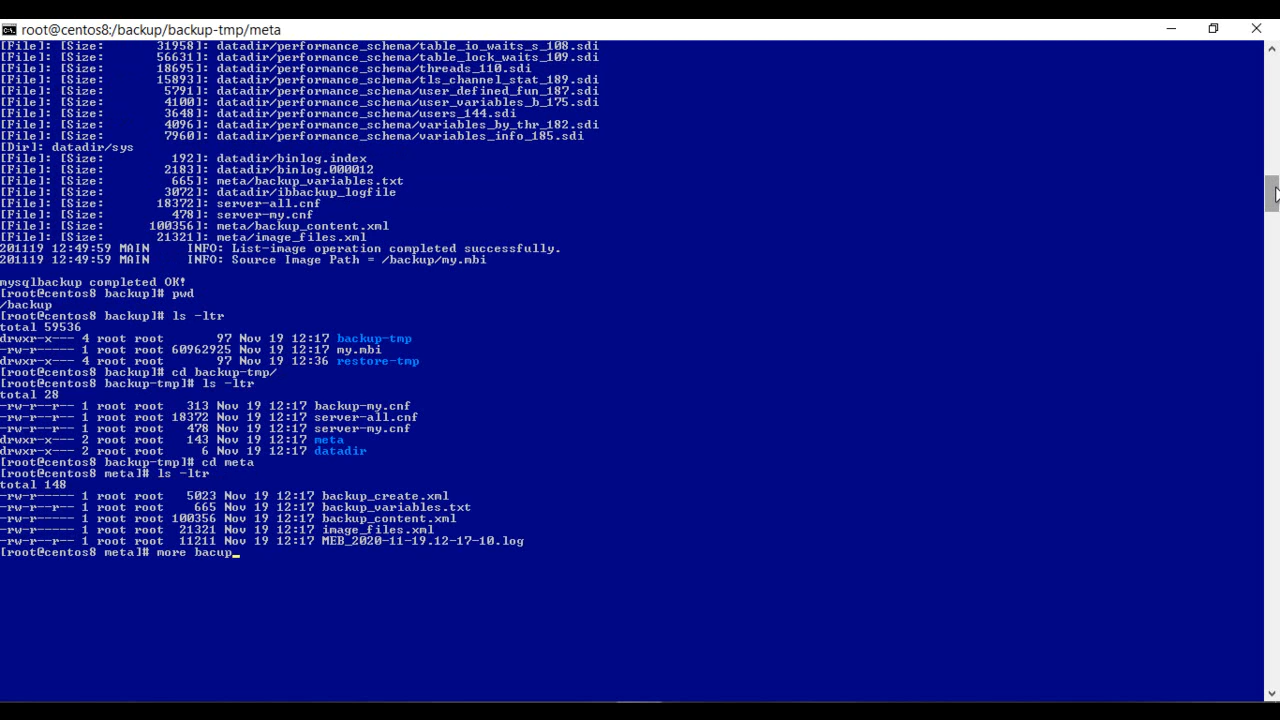 root@centos8:/backup/backup-tmp/meta
[File]: [Size:       31958]: datadir/performance_schema/table_io_waits_s_108.sdi
[File]: [Size:       56631]: datadir/performance_schema/table_lock_waits_109.sdi
[File]: [Size:       18695]: datadir/performance_schema/threads_110.sdi
[File]: [Size:       15893]: datadir/performance_schema/tls_channel_stat_189.sdi
[File]: [Size:        5791]: datadir/performance_schema/user_defined_fun_187.sdi
[File]: [Size:        4100]: datadir/performance_schema/user_variables_b_175.sdi
[File]: [Size:        3648]: datadir/performance_schema/users_144.sdi
[File]: [Size:        4096]: datadir/performance_schema/variables_by_thr_182.sdi
[File]: [Size:        7960]: datadir/performance_schema/variables_info_185.sdi
[Dir]: datadir/sys
[File]: [Size:         192]: datadir/binlog.index
[File]: [Size:        2183]: datadir/binlog.000012
[File]: [Size:         665]: meta/backup_variables.txt
[File]: [Size:        3072]: datadir/ibbackup_logfile
[File]: [Size:       18372]: server-all.cnf
[File]: [Size:         478]: server-my.cnf
[File]: [Size:      100356]: meta/backup_content.xml
[File]: [Size:       21321]: meta/image_files.xml
201119 12:49:59 MAIN     INFO: List-image operation completed successfully.
201119 12:49:59 MAIN     INFO: Source Image Path = /backup/my.mbi
mysqlbackup completed OK!
[root@centos8 backup]# pwd
/backup
[root@centos8 backup]# ls -ltr
total 59536
drwxr-x--- 4 root root       97 Nov 19 12:17 backup-tmp
-rw-r----- 1 root root 60962925 Nov 19 12:17 my.mbi
drwxr-x--- 4 root root       97 Nov 19 12:36 restore-tmp
[root@centos8 backup]# cd backup-tmp/
[root@centos8 backup-tmp]# ls -ltr
total 28
-rw-r--r-- 1 root root   313 Nov 19 12:17 backup-my.cnf
-rw-r--r-- 1 root root 18372 Nov 19 12:17 server-all.cnf
-rw-r--r-- 1 root root   478 Nov 19 12:17 server-my.cnf
drwxr-x--- 2 root root   143 Nov 19 12:17 meta
drwxr-x--- 2 root root     6 Nov 19 12:17 datadir
[root@centos8 backup-tmp]# cd meta
[root@centos8 meta]# ls -ltr
total 148
-rw-r----- 1 root root   5023 Nov 19 12:17 backup_create.xml
-rw-r--r-- 1 root root    665 Nov 19 12:17 backup_variables.txt
-rw-r----- 1 root root 100356 Nov 19 12:17 backup_content.xml
-rw-r----- 1 root root  21321 Nov 19 12:17 image_files.xml
-rw-r--r-- 1 root root  11211 Nov 19 12:17 MEB_2020-11-19.12-17-10.log
[root@centos8 meta]# more bacup